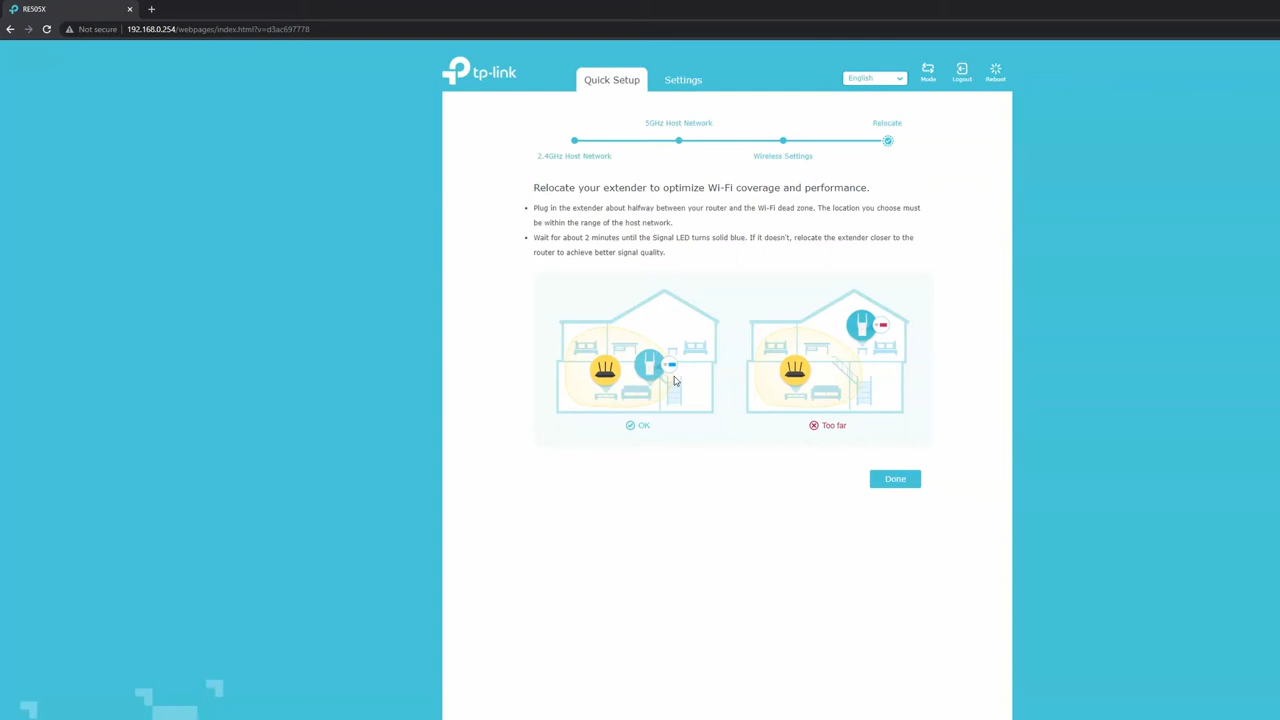 RE505X
Not secure
192.168.0.254/webpages/index.html?v=d3ac697778
tp-link
Quick Setup
Settings
English
Mode
Logout
Reboot
5GHz Host Network
Relocate
2.4GHz Host Network
Wireless Settings
Relocate your extender to optimize Wi-Fi coverage and performance.
Plug in the extender about halfway between your router and the Wi-Fi dead zone. The location you choose must
be within the range of the host network.
Wait for about 2 minutes until the Signal LED turns solid blue. If it doesn't, relocate the extender closer to the
router to achieve better signal quality.
OK
Too far
Done